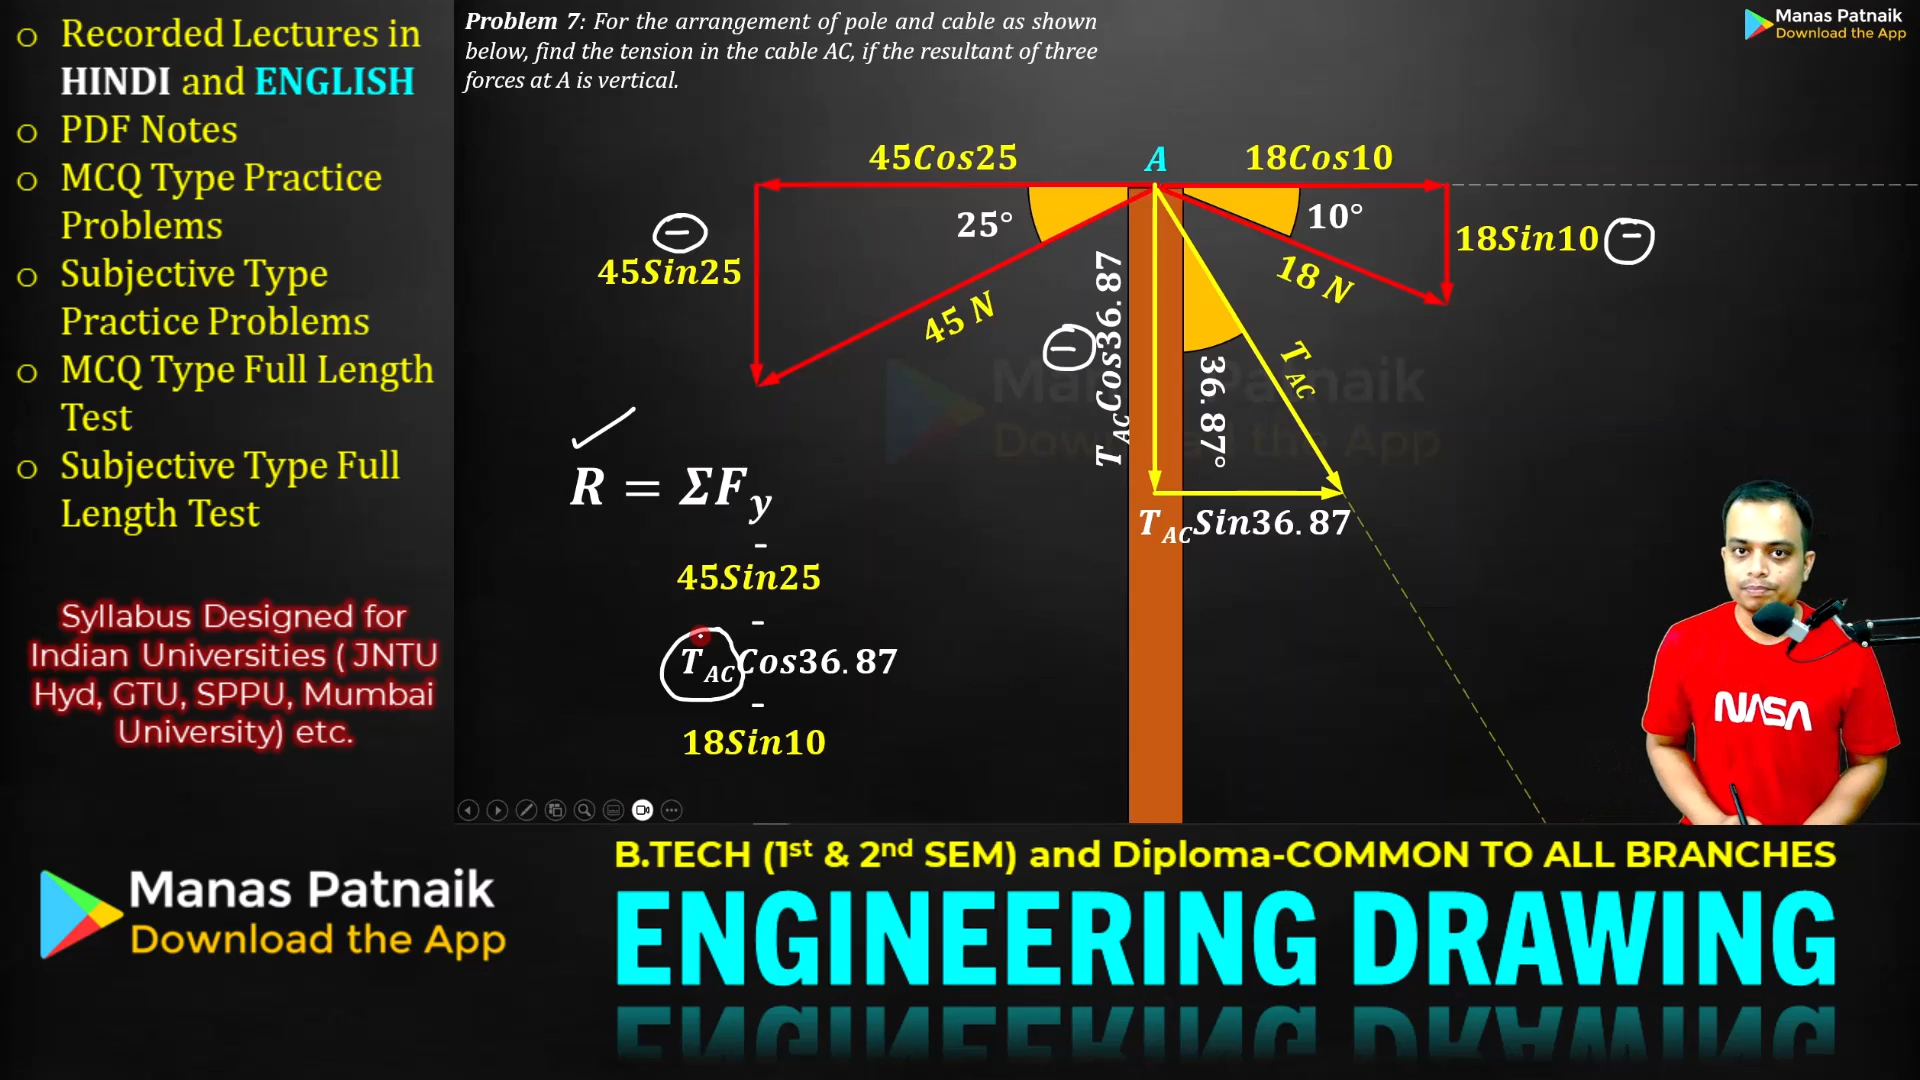 Recorded Lectures in
HINDI and ENGLISH
PDF Notes
MCQ Type Practice
Problems
Subjective Type
Practice Problems
MCQ Type Full Length
Test
Subjective Type Full
Length Test
Syllabus Designed for
Indian Universities ( JNTU
Hyd, GTU, SPPU, Mumbai
University) etc.
Problem 7: For the arrangement of pole and cable as shown
below, find the tension in the cable AC, if the resultant of three
forces at A is vertical.
Manas Patnaik
Download the App
45Cos25
A
18Cos10
25°
10°
−
45Sin25
18Sin10 −
45 N
18 N
−
T_AC Cos36.87
36.87°
T_AC
T_AC Sin36.87
Manas Patnaik
Download the App
R = ΣF_y
-
45Sin25
-
T_AC Cos36.87
-
18Sin10
NASA
Manas Patnaik
Download the App
B.TECH (1st & 2nd SEM) and Diploma-COMMON TO ALL BRANCHES
ENGINEERING DRAWING